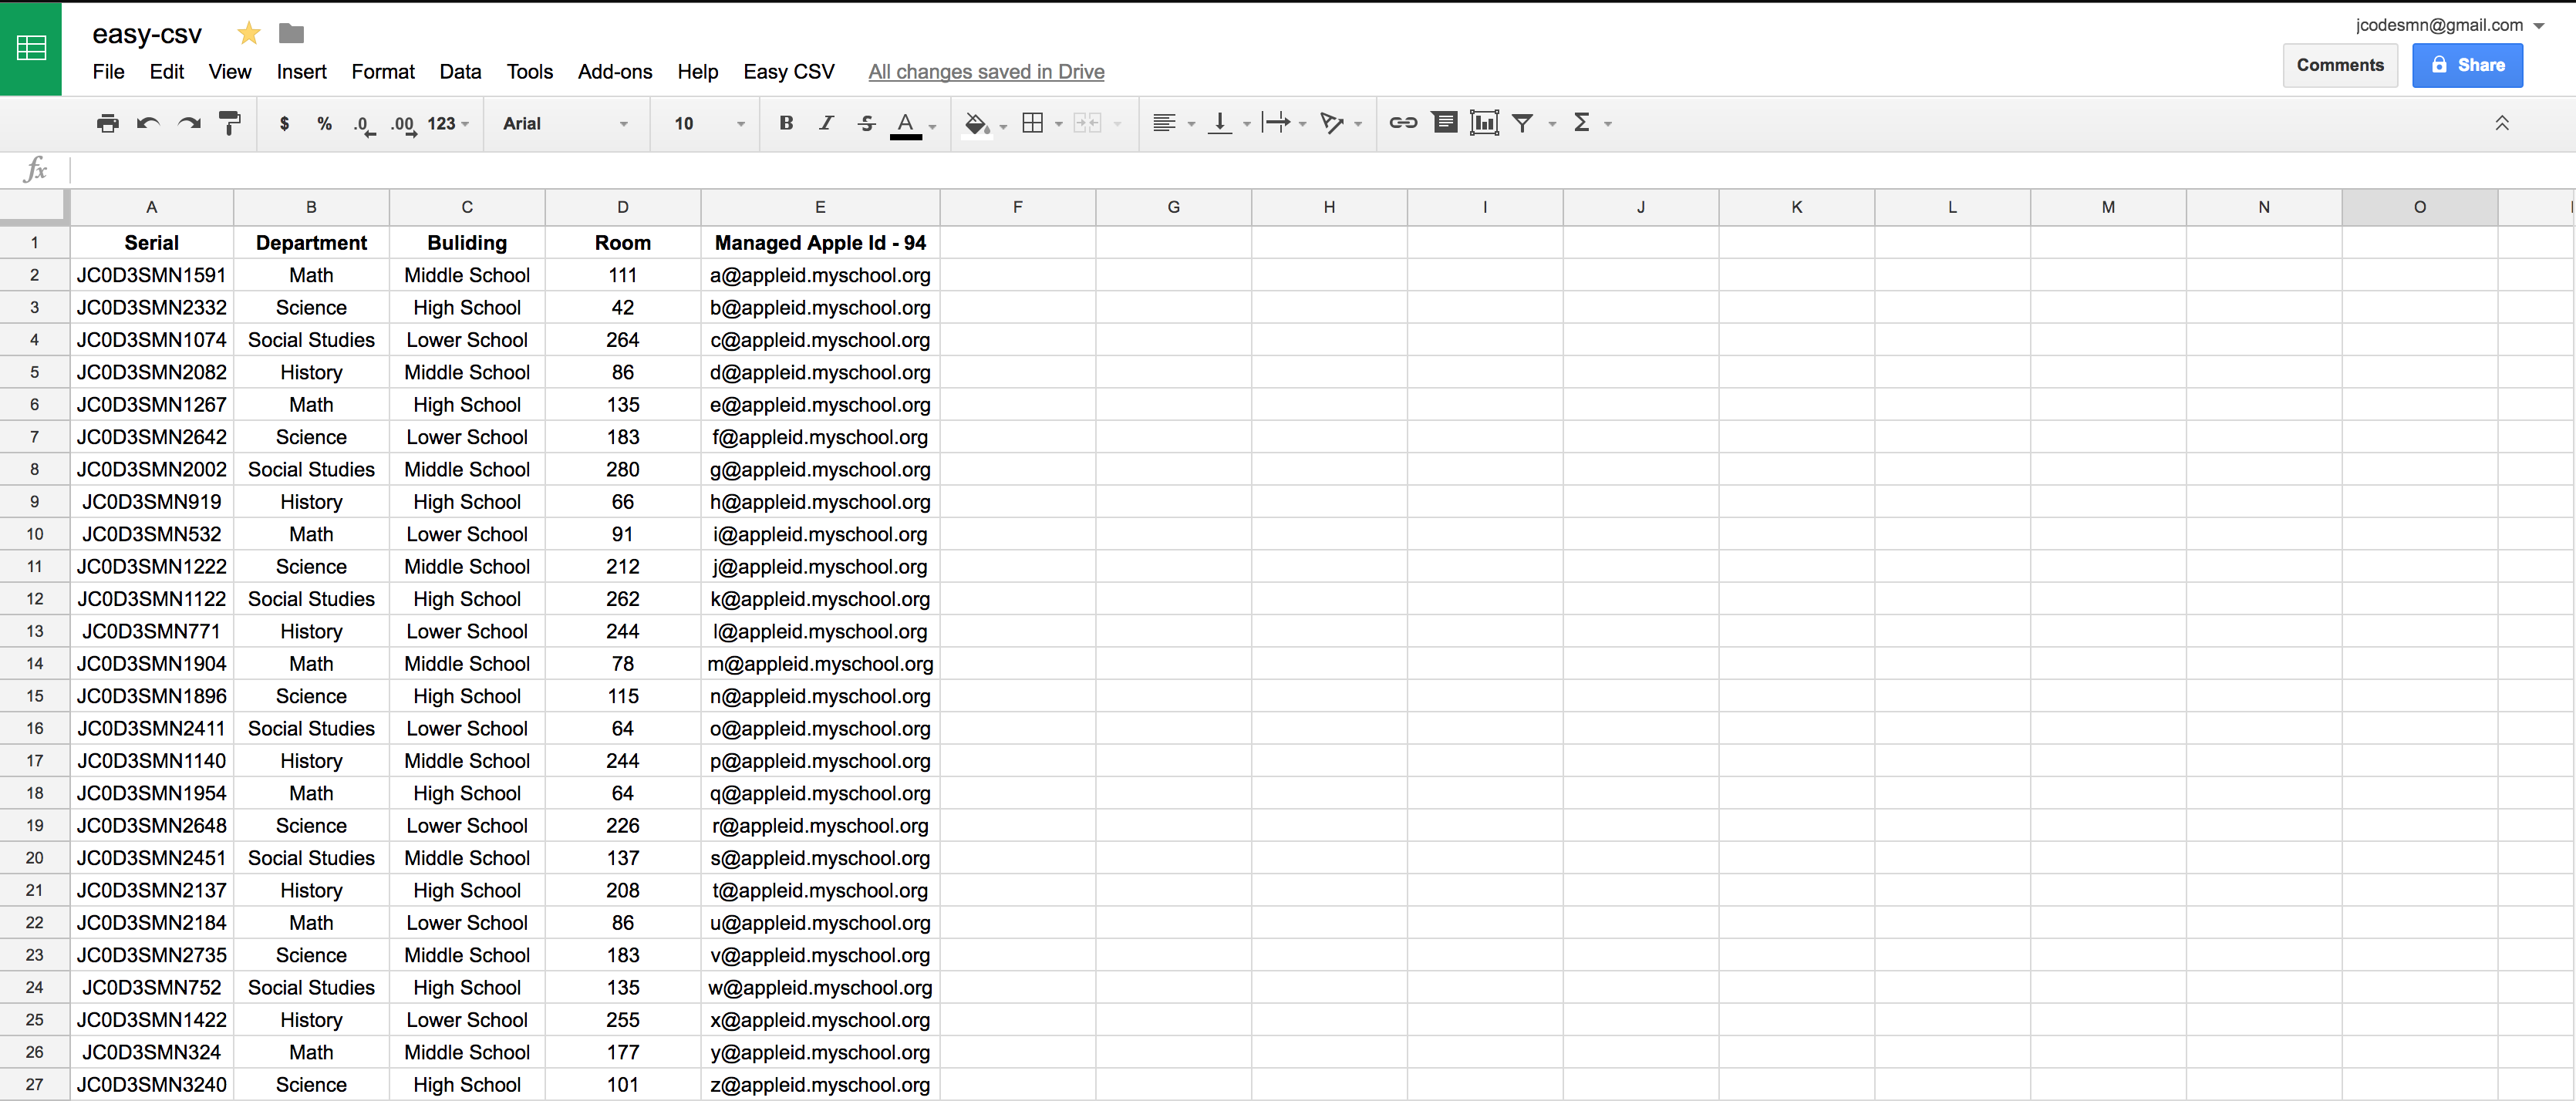 easy-csv
jcodesmn@gmail.com
File Edit View Insert Format Data Tools Add-ons Help Easy CSV All changes saved in Drive
Comments Share
$ % .0 .00 123 Arial 10 B I S A Σ
fx
A B C D E F G H I J K L M N O
1 Serial Department Buliding Room Managed Apple Id - 94
2 JC0D3SMN1591 Math Middle School 111 a@appleid.myschool.org
3 JC0D3SMN2332 Science High School 42 b@appleid.myschool.org
4 JC0D3SMN1074 Social Studies Lower School 264 c@appleid.myschool.org
5 JC0D3SMN2082 History Middle School 86 d@appleid.myschool.org
6 JC0D3SMN1267 Math High School 135 e@appleid.myschool.org
7 JC0D3SMN2642 Science Lower School 183 f@appleid.myschool.org
8 JC0D3SMN2002 Social Studies Middle School 280 g@appleid.myschool.org
9 JC0D3SMN919 History High School 66 h@appleid.myschool.org
10 JC0D3SMN532 Math Lower School 91 i@appleid.myschool.org
11 JC0D3SMN1222 Science Middle School 212 j@appleid.myschool.org
12 JC0D3SMN1122 Social Studies High School 262 k@appleid.myschool.org
13 JC0D3SMN771 History Lower School 244 l@appleid.myschool.org
14 JC0D3SMN1904 Math Middle School 78 m@appleid.myschool.org
15 JC0D3SMN1896 Science High School 115 n@appleid.myschool.org
16 JC0D3SMN2411 Social Studies Lower School 64 o@appleid.myschool.org
17 JC0D3SMN1140 History Middle School 244 p@appleid.myschool.org
18 JC0D3SMN1954 Math High School 64 q@appleid.myschool.org
19 JC0D3SMN2648 Science Lower School 226 r@appleid.myschool.org
20 JC0D3SMN2451 Social Studies Middle School 137 s@appleid.myschool.org
21 JC0D3SMN2137 History High School 208 t@appleid.myschool.org
22 JC0D3SMN2184 Math Lower School 86 u@appleid.myschool.org
23 JC0D3SMN2735 Science Middle School 183 v@appleid.myschool.org
24 JC0D3SMN752 Social Studies High School 135 w@appleid.myschool.org
25 JC0D3SMN1422 History Lower School 255 x@appleid.myschool.org
26 JC0D3SMN324 Math Middle School 177 y@appleid.myschool.org
27 JC0D3SMN3240 Science High School 101 z@appleid.myschool.org